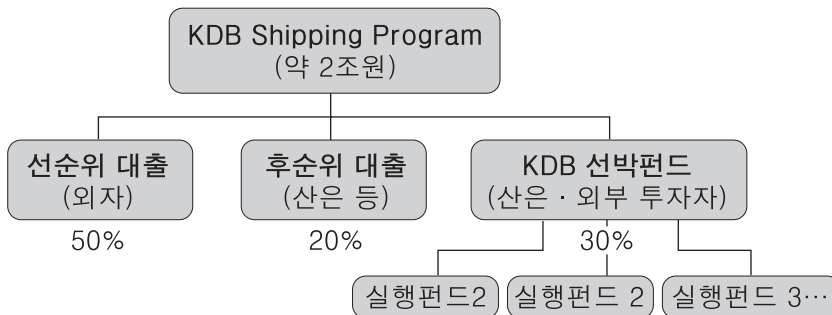 KDB Shipping Program
(약 2조원)
선순위 대출
(외자)
50%
후순위 대출
(산은 등)
20%
KDB 선박펀드
(산은 · 외부 투자자)
30%
실행펀드2
실행펀드 2
실행펀드 3…